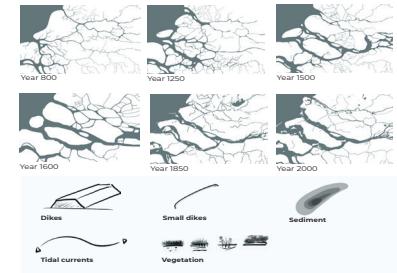 Year 800
Year 1250
Year 1500
Year 1600
Year 1850
Year 2000
Dikes
Small dikes
Sediment
Tidal currents
Vegetation